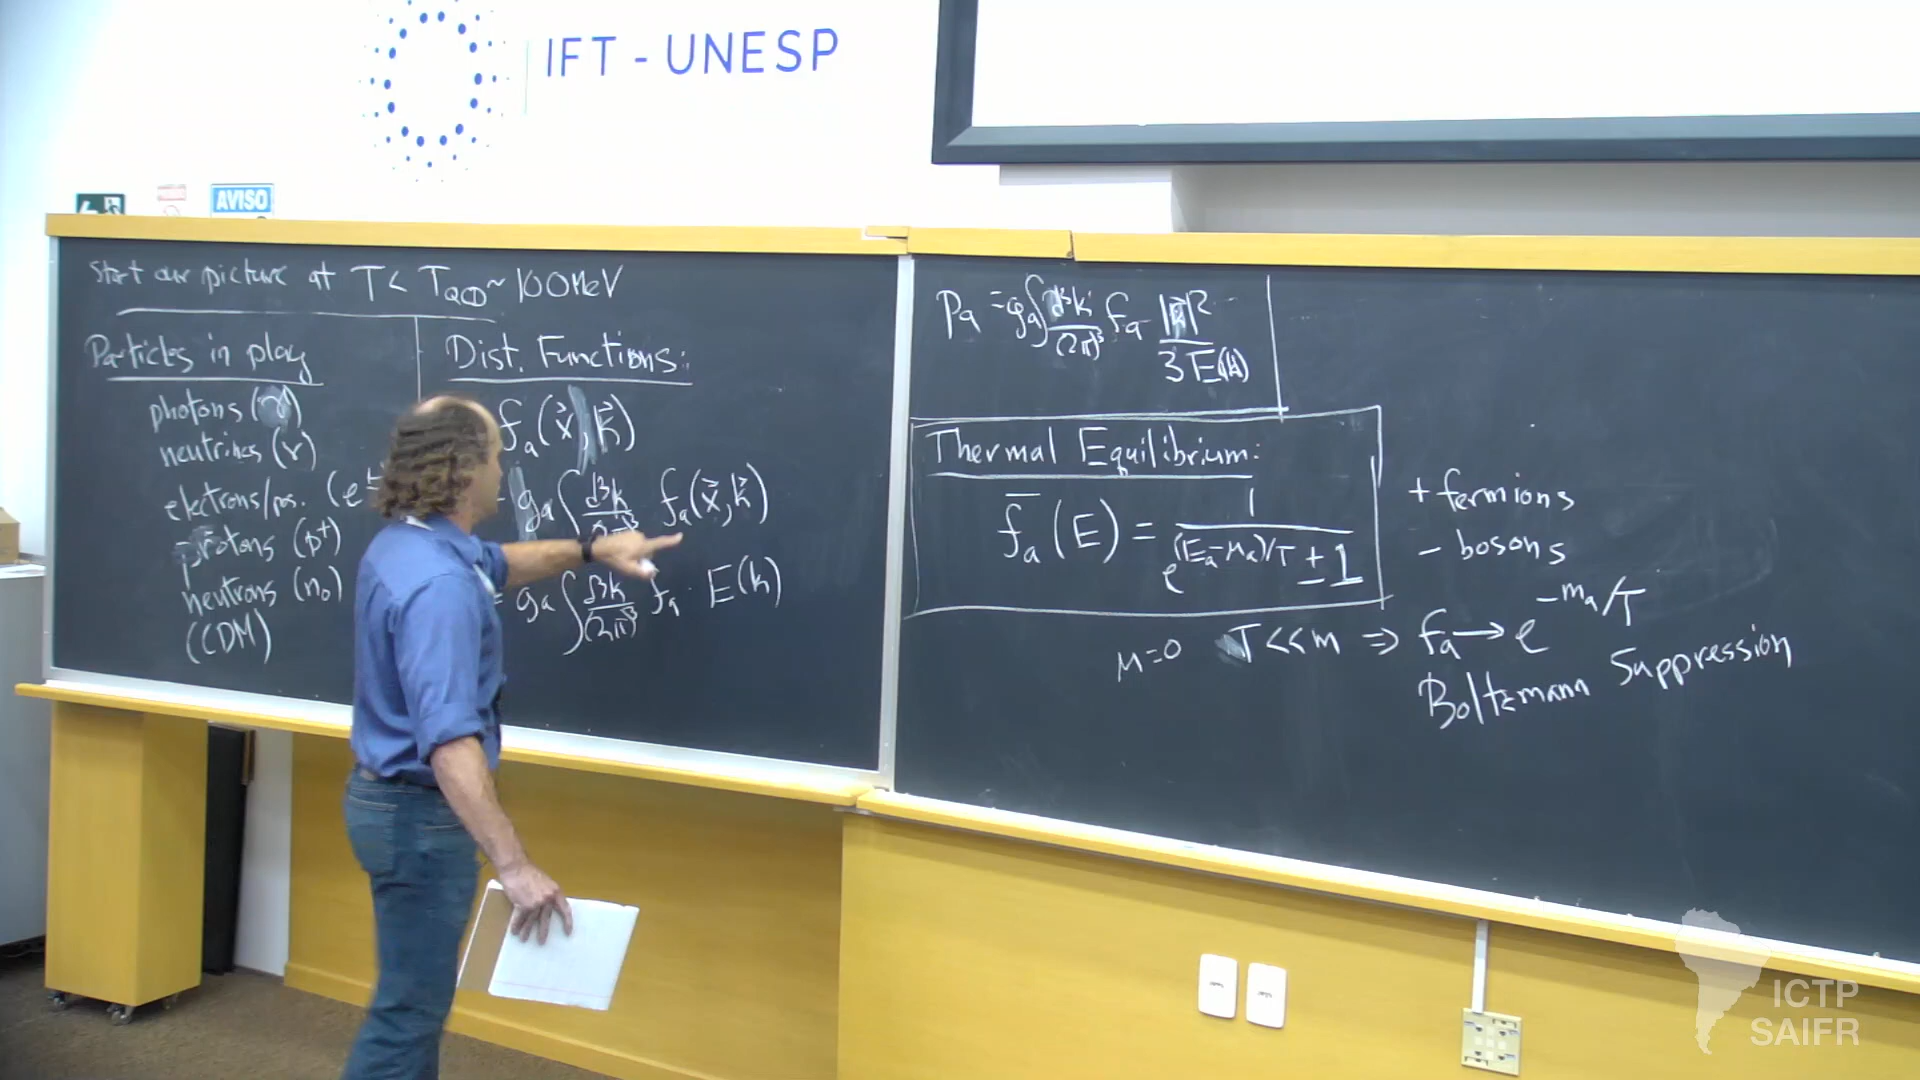 IFT - UNESP
AVISO
Start our picture at T < T_QCD ~ 100 MeV
Particles in play
photons (γ)
neutrinos (ν)
electrons/pos. (e
protons (p⁺)
neutrons (n₀)
(CDM)
Dist. Functions:
f_a(x⃗, k⃗)
g_a ∫ d³k f_a(x⃗, k⃗)
= g_a ∫ d³k/(2π)³ f_a · E(k)
P_a = g_a ∫ d³k/(2π)³ f_a |k⃗|²/3E(k)
Thermal Equilibrium:
f̄_a(E) = 1/e^(E_a-μ_a)/T ± 1
+ fermions
- bosons
μ=0 T << m ⇒ f_a → e^-m_a/T
Boltzmann Suppression
ICTP
SAIFR